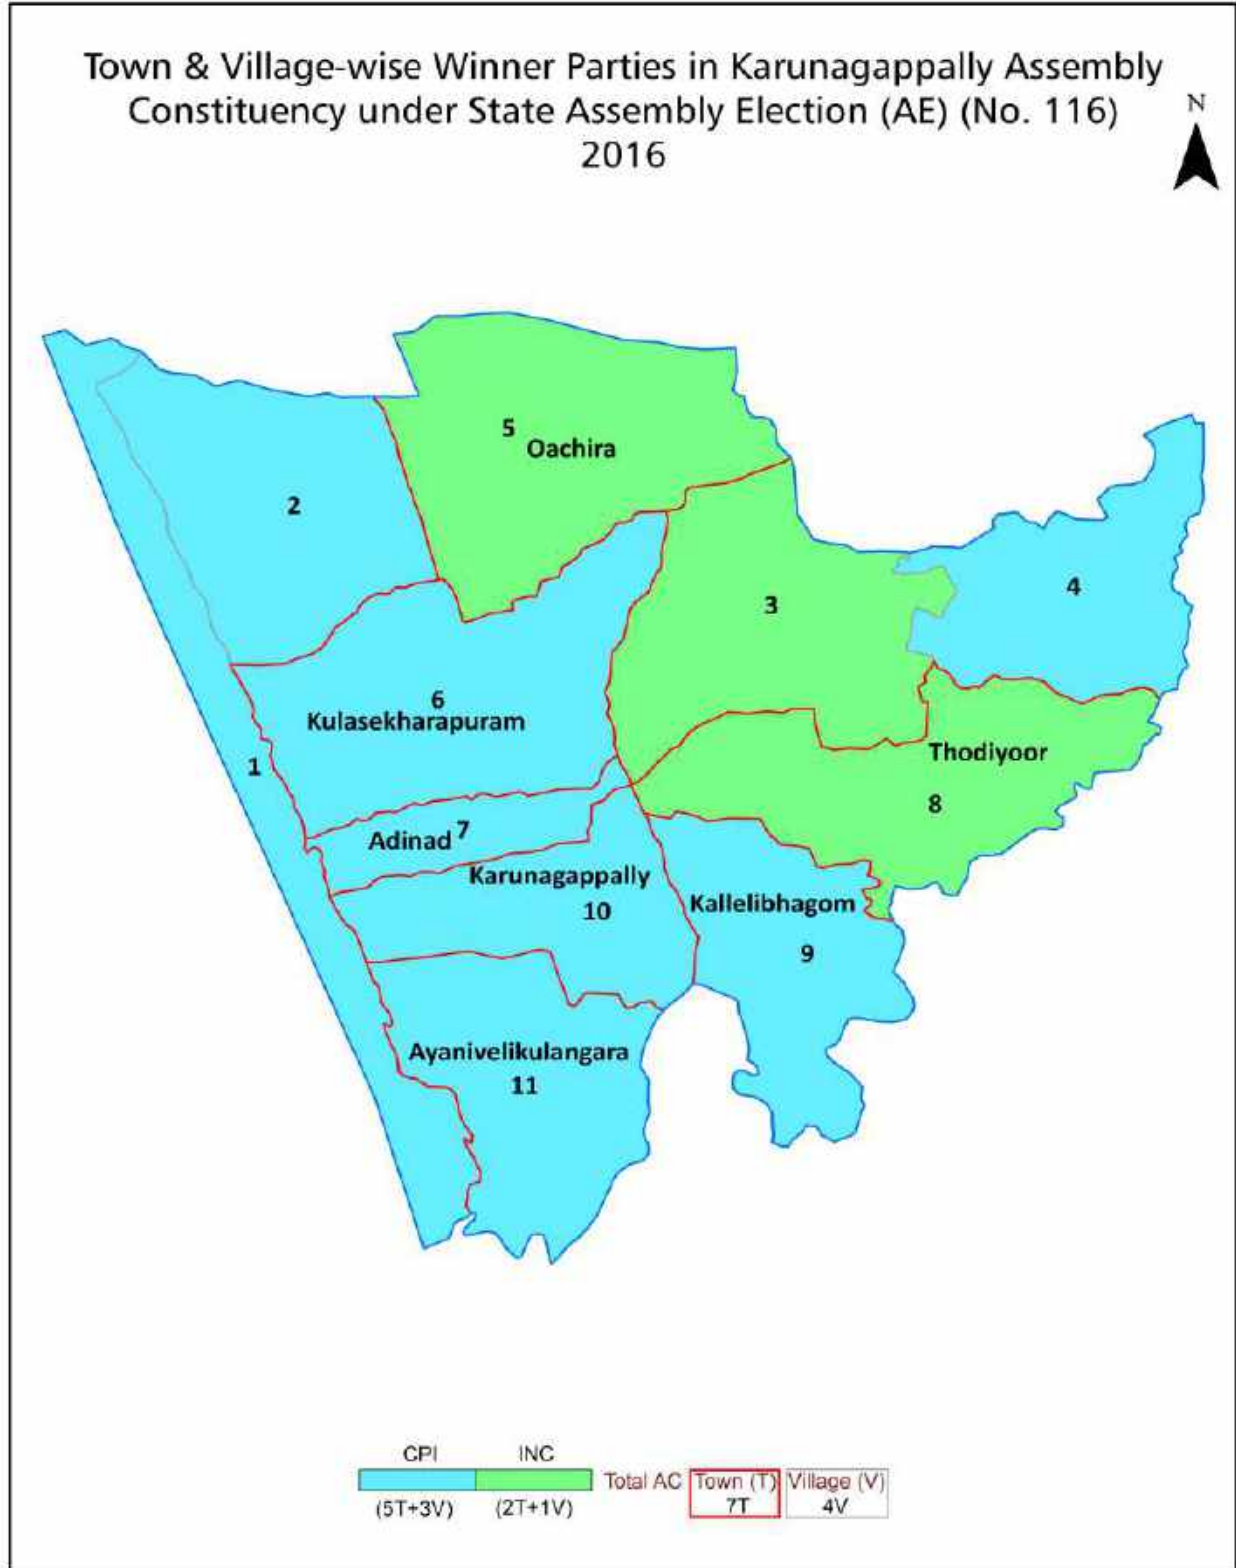 Town & Village-wise Winner Parties in Karunagappally Assembly
Constituency under State Assembly Election (AE) (No. 116)
2016
N
5
Oachira
2
4
3
6
Kulasekharapuram
Thodiyoor
1
8
Adinad 7
Karunagappally
10
Kallelibhagom
9
Ayanivelikulangara
11
CPI INC
Total AC Town (T) Village (V)
(5T+3V) (2T+1V) 7T 4V